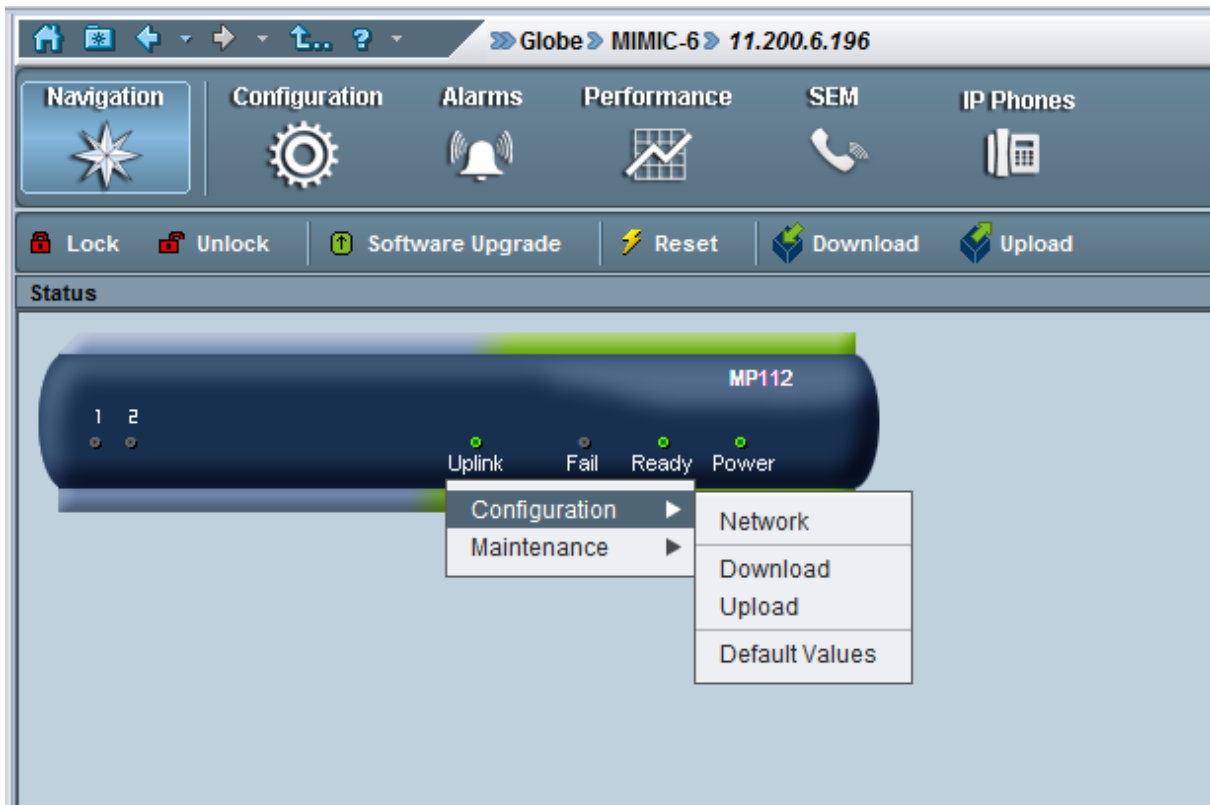 Globe MIMIC-6 11.200.6.196
Navigation Configuration Alarms Performance SEM IP Phones
Lock Unlock Software Upgrade Reset Download Upload
Status
MP112
1 2
Uplink Fail Ready Power
Configuration
Maintenance
Network
Download
Upload
Default Values